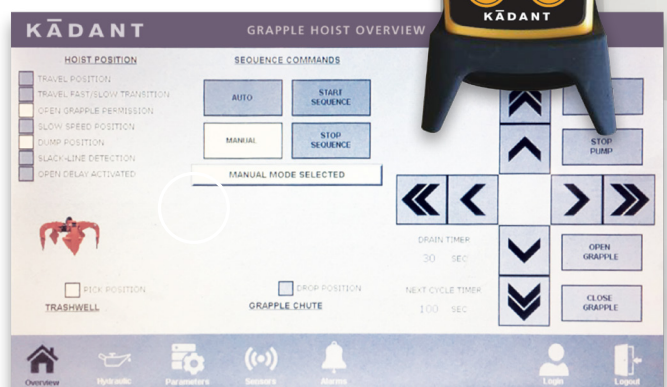 KADANT
KĀDANT
GRAPPLE HOIST OVERVIEW
HOIST POSITION
TRAVEL POSITION
TRAVEL FAST/SLOW TRANSITION
OPEN GRAPPLE PERMISSION
SLOW SPEED POSITION
DUMP POSITION
SLACK-LINE DETECTION
OPEN DELAY ACTIVATED
SEQUENCE COMMANDS
AUTO
START
SEQUENCE
MANUAL
STOP
SEQUENCE
MANUAL MODE SELECTED
STOP
PUMP
DRAIN TIMER
30 SEC
OPEN
GRAPPLE
PICK POSITION
TRASHWELL
DROP POSITION
GRAPPLE CHUTE
NEXT CYCLE TIMER
100 SEC
CLOSE
GRAPPLE
Overview
Hydraulic
Parameters
Sensors
Alarms
Login
Logout